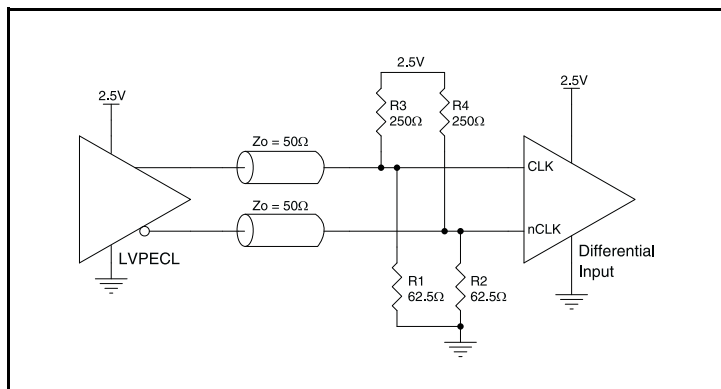 2.5V
2.5V
2.5V
R3
250Ω
R4
250Ω
Zo = 50Ω
CLK
Zo = 50Ω
nCLK
LVPECL
Differential
Input
R1
62.5Ω
R2
62.5Ω